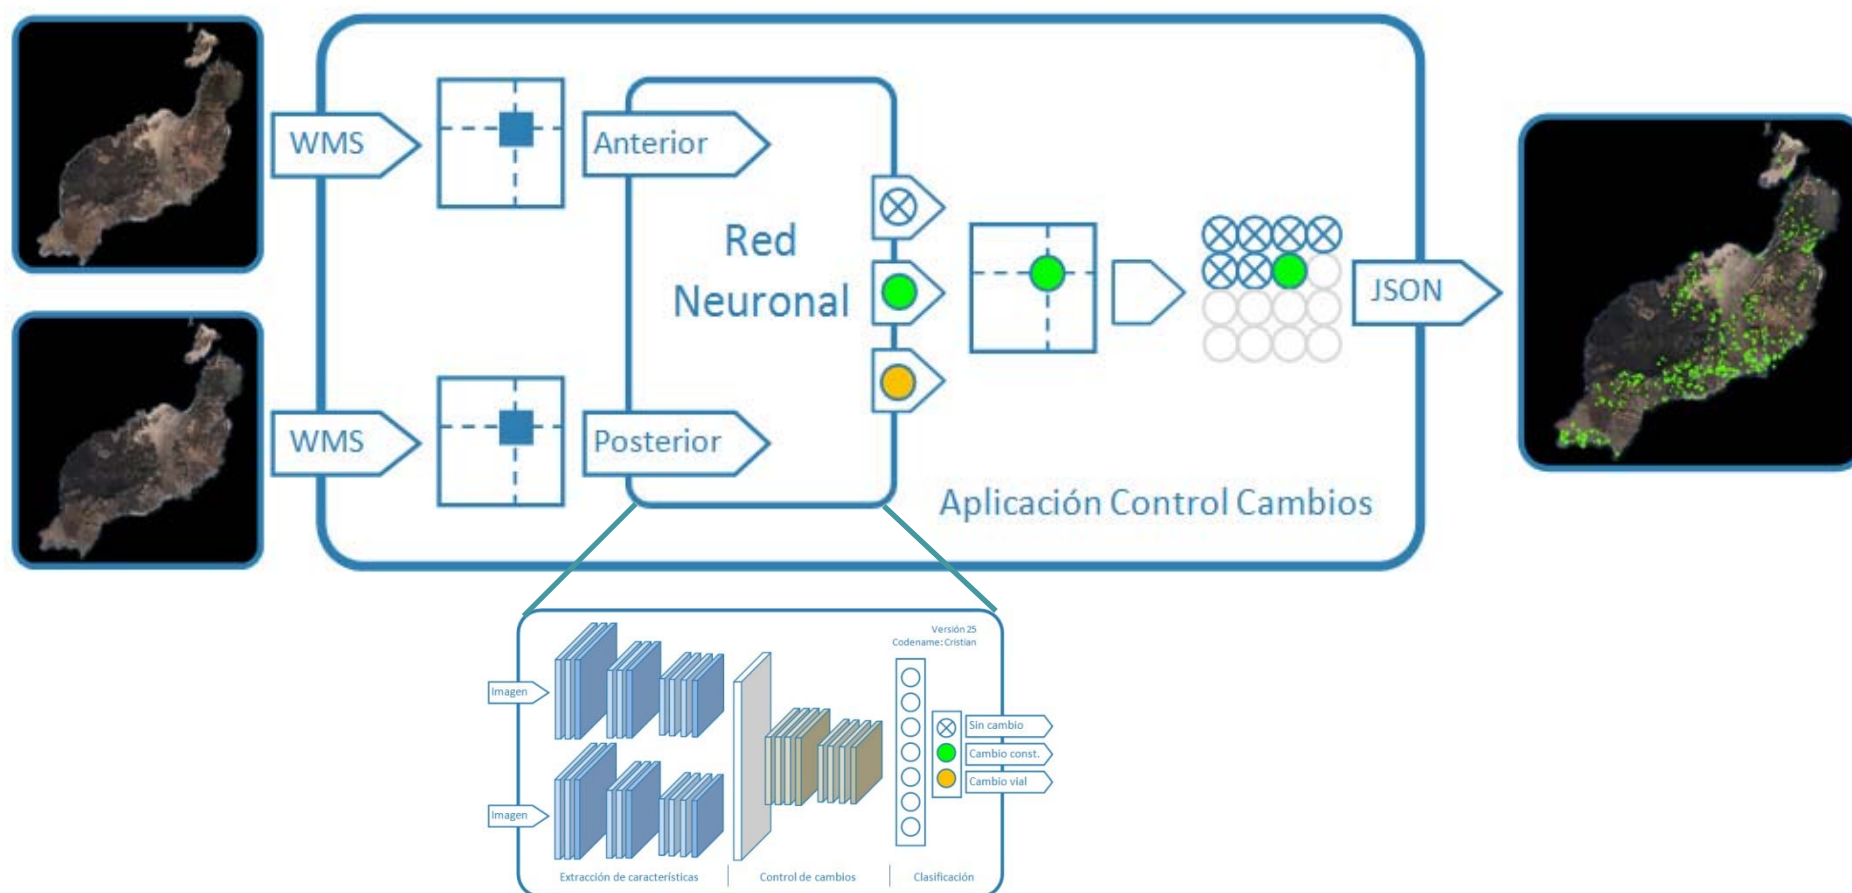 WMS
Anterior
Red
Neuronal
JSON
WMS
Posterior
Aplicación Control Cambios
Versión 25
Codename: Cristian
Imagen
Sin cambio
Cambio const.
Cambio vial
Imagen
Extracción de características
Control de cambios
Clasificación